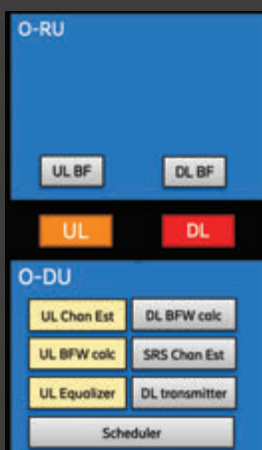 O-RU
UL BF DL BF
UL DL
O-DU
UL Chan Est DL BFW calc
UL BFW calc SRS Chan Est
UL Equalizer DL transmitter
Scheduler